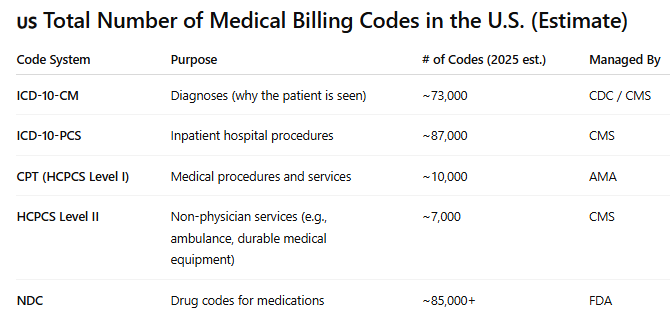 US Total Number of Medical Billing Codes in the U.S. (Estimate)
Code System Purpose # of Codes (2025 est.) Managed By
ICD-10-CM Diagnoses (why the patient is seen) ~73,000 CDC / CMS
ICD-10-PCS Inpatient hospital procedures ~87,000 CMS
CPT (HCPCS Level I) Medical procedures and services ~10,000 AMA
HCPCS Level II Non-physician services (e.g., ~7,000 CMS
ambulance, durable medical
equipment)
NDC Drug codes for medications ~85,000+ FDA